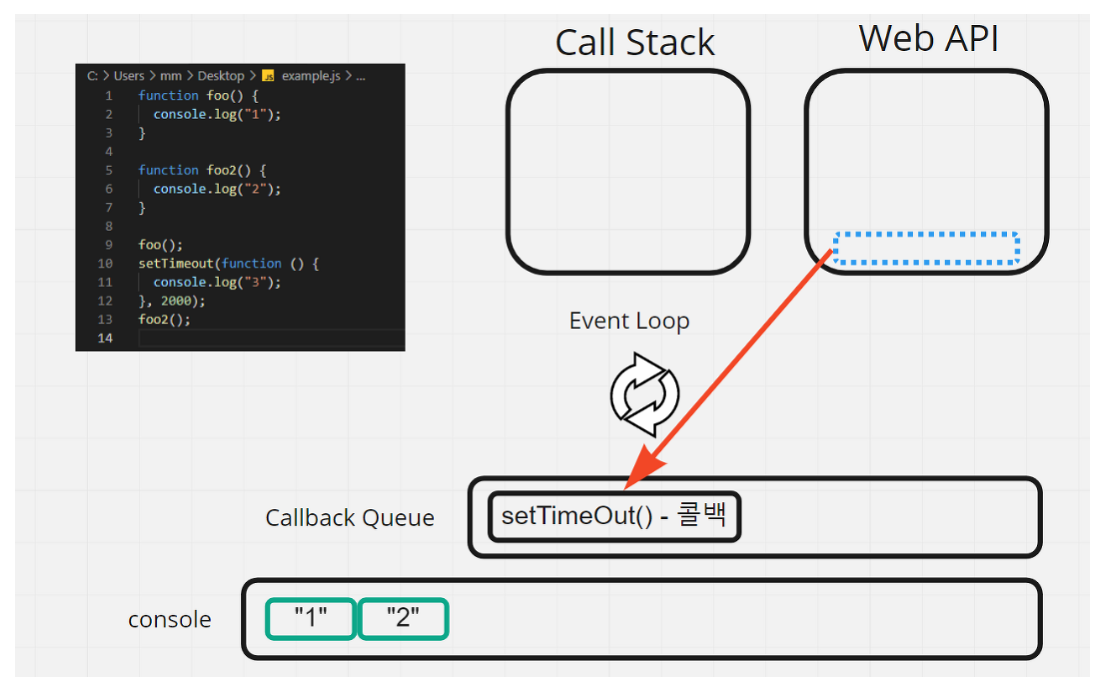 Call Stack
Web API
C: > Users > mm > Desktop > JS example.js > ...
1 function foo() {
2 console.log("1");
3 }
4
5 function foo2() {
6 console.log("2");
7 }
8
9 foo();
10 setTimeout(function () {
11 console.log("3");
12 }, 2000);
13 foo2();
14
Event Loop
Callback Queue
setTimeOut() - 콜백
console
"1" "2"